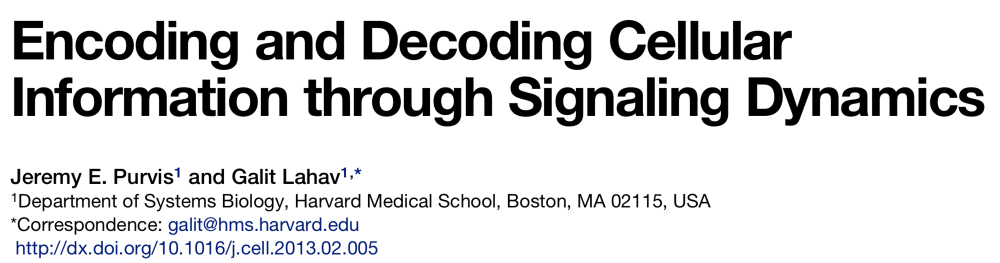 Encoding and Decoding Cellular
Information through Signaling Dynamics
Jeremy E. Purvis1 and Galit Lahav1,*
1Department of Systems Biology, Harvard Medical School, Boston, MA 02115, USA
*Correspondence: galit@hms.harvard.edu
http://dx.doi.org/10.1016/j.cell.2013.02.005